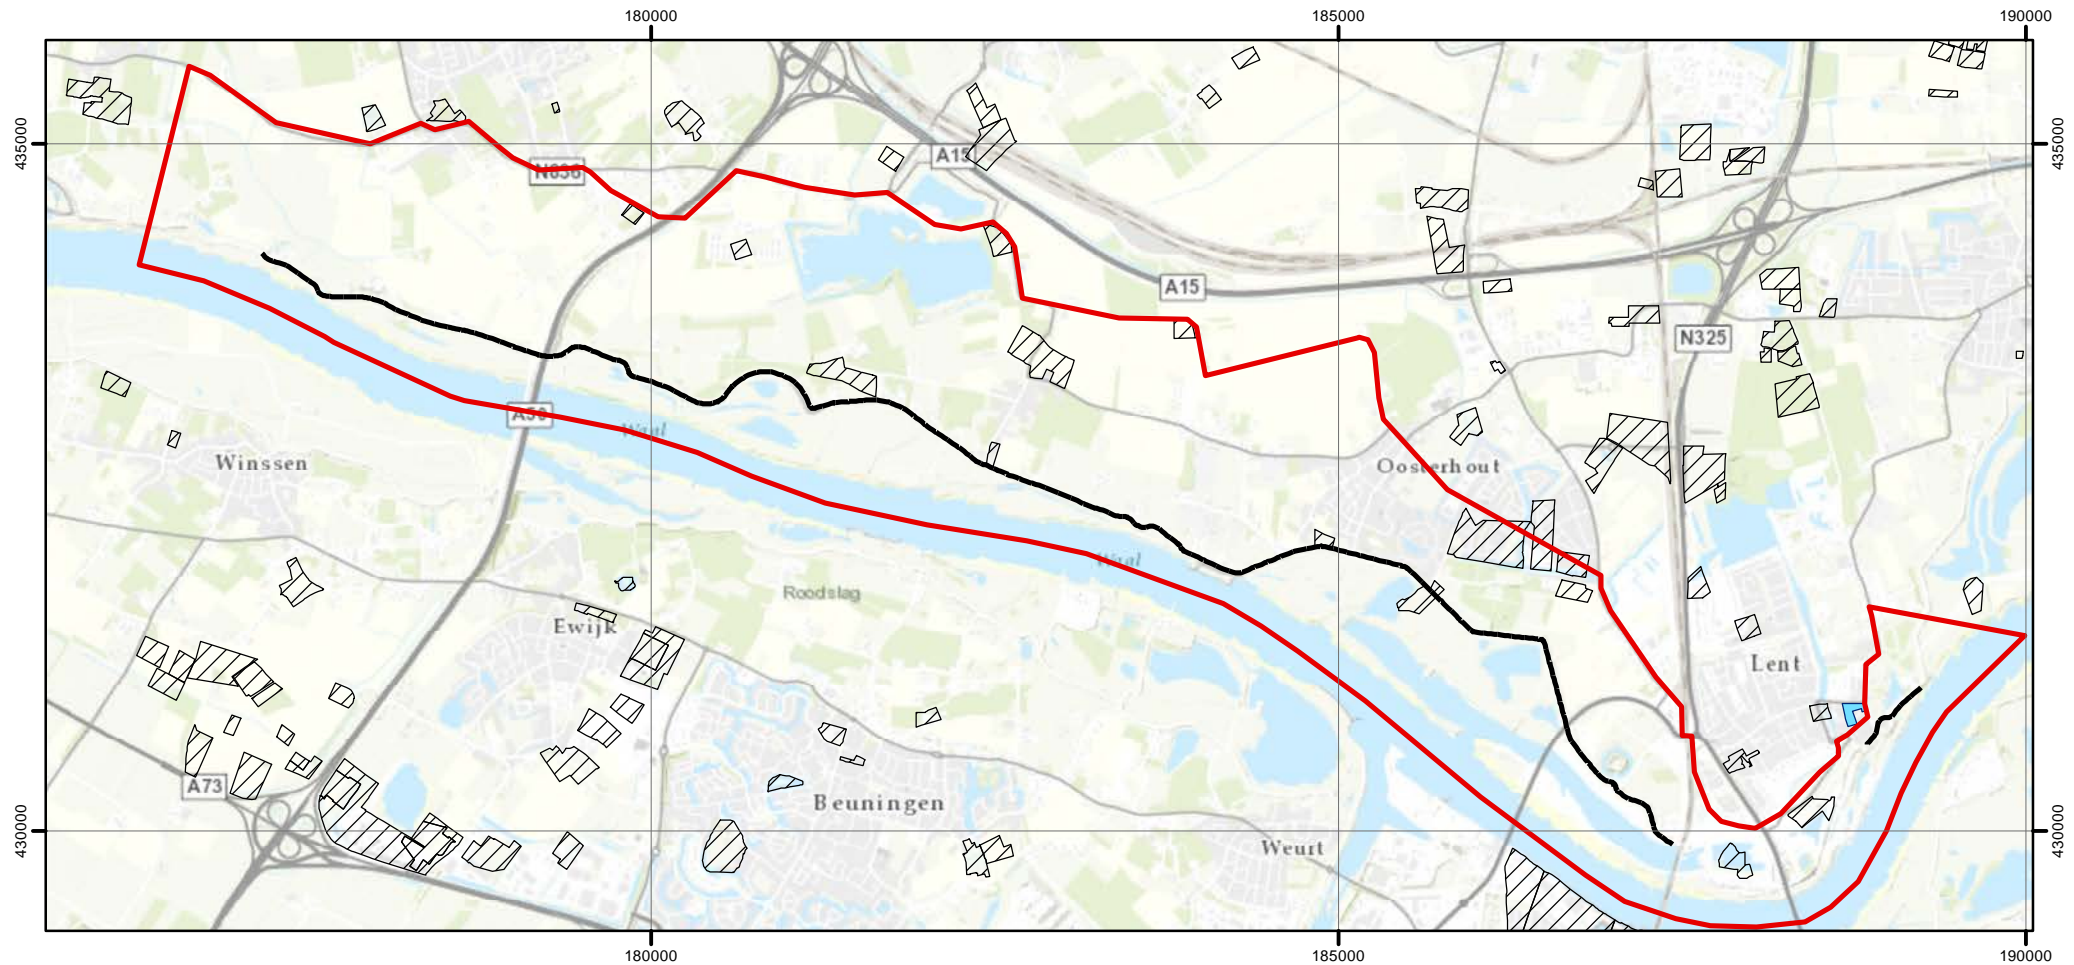 180000
185000
190000
435000
435000
A15
N836
A15
N325
A50
Waal
Winssen
Oosterhout
Waal
Roodslag
Ewijk
Lent
A73
Beuningen
430000
430000
Weurt
180000
185000
190000